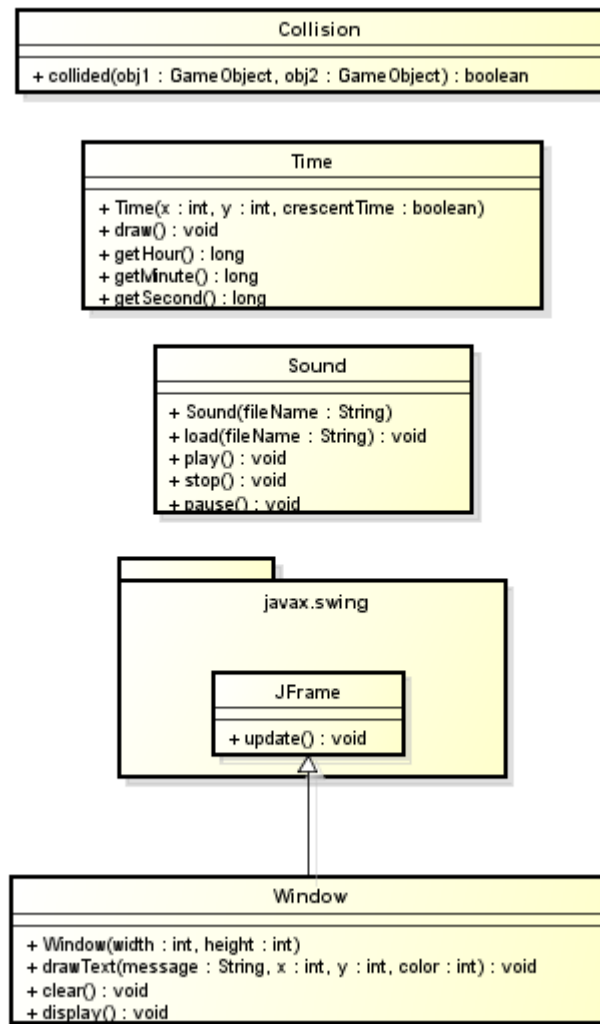 Collision
+ collided(obj1 : GameObject, obj2 : GameObject) : boolean
Time
+ Time(x : int, y : int, crescentTime : boolean)
+ draw() : void
+ getHour() : long
+ getMinute() : long
+ getSecond() : long
Sound
+ Sound(fileName : String)
+ load(fileName : String) : void
+ play() : void
+ stop() : void
+ pause() : void
javax.swing
JFrame
+ update() : void
Window
+ Window(width : int, height : int)
+ drawText(message : String, x : int, y : int, color : int) : void
+ clear() : void
+ display() : void